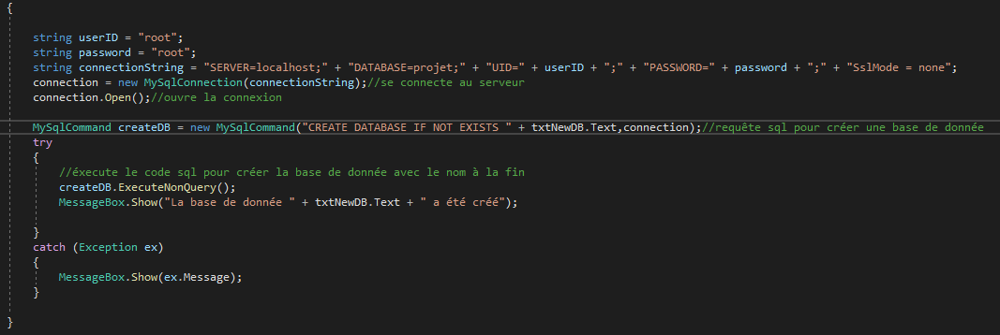 {
string userID = "root";
string password = "root";
string connectionString = "SERVER=localhost;" + "DATABASE=projet;" + "UID=" + userID + ";" + "PASSWORD=" + password + ";" + "SslMode = none";
connection = new MySqlConnection(connectionString);//se connecte au serveur
connection.Open();//ouvre la connexion
MySqlCommand createDB = new MySqlCommand("CREATE DATABASE IF NOT EXISTS " + txtNewDB.Text,connection);//requête sql pour créer une base de donnée
try
{
//éxecute le code sql pour créer la base de donnée avec le nom à la fin
createDB.ExecuteNonQuery();
MessageBox.Show("La base de donnée " + txtNewDB.Text + " a été créé");
}
catch (Exception ex)
{
MessageBox.Show(ex.Message);
}
}